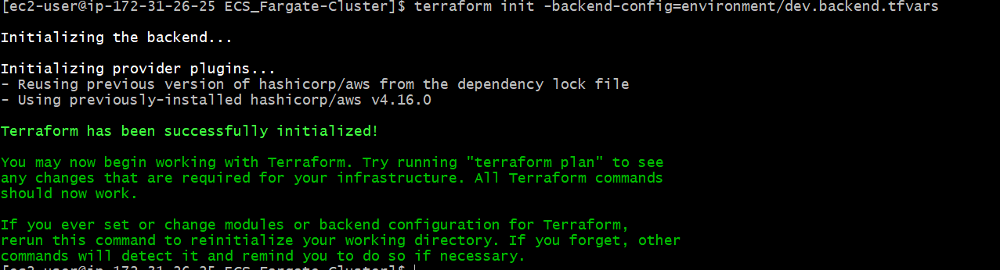 [ec2-user@ip-172-31-26-25 ECS_Fargate-Cluster]$ terraform init -backend-config=environment/dev.backend.tfvars
Initializing the backend...
Initializing provider plugins...
- Reusing previous version of hashicorp/aws from the dependency lock file
- Using previously-installed hashicorp/aws v4.16.0
Terraform has been successfully initialized!
You may now begin working with Terraform. Try running "terraform plan" to see
any changes that are required for your infrastructure. All Terraform commands
should now work.
If you ever set or change modules or backend configuration for Terraform,
rerun this command to reinitialize your working directory. If you forget, other
commands will detect it and remind you to do so if necessary.
[ec2-user@ip-172-31-26-25 ECS_Fargate-Cluster]$